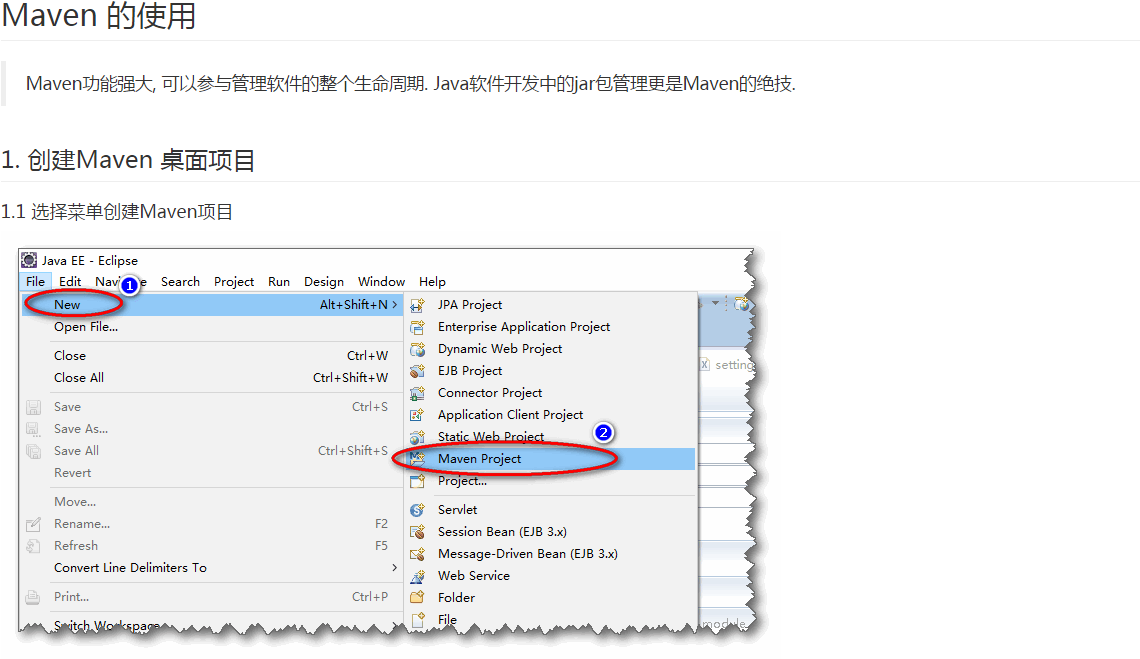 Maven 的使用
Maven功能强大, 可以参与管理软件的整个生命周期. Java软件开发中的jar包管理更是Maven的绝技.
1. 创建Maven 桌面项目
1.1 选择菜单创建Maven项目
Java EE - Eclipse
File Edit Search Project Run Design Window Help
1
New Alt+Shift+N >
Open File...
Close Ctrl+W
Close All Ctrl+Shift+W
Save Ctrl+S
Save As...
Save All Ctrl+Shift+S
Revert
Move...
Rename... F2
Refresh F5
Convert Line Delimiters To >
Print... Ctrl+P
Switch Workspace
JPA Project
Enterprise Application Project
Dynamic Web Project
EJB Project
Connector Project
Application Client Project
2
Static Web Project
Maven Project
Project...
Servlet
Session Bean (EJB 3.x)
Message-Driven Bean (EJB 3.x)
Web Service
Folder
File
setting
module